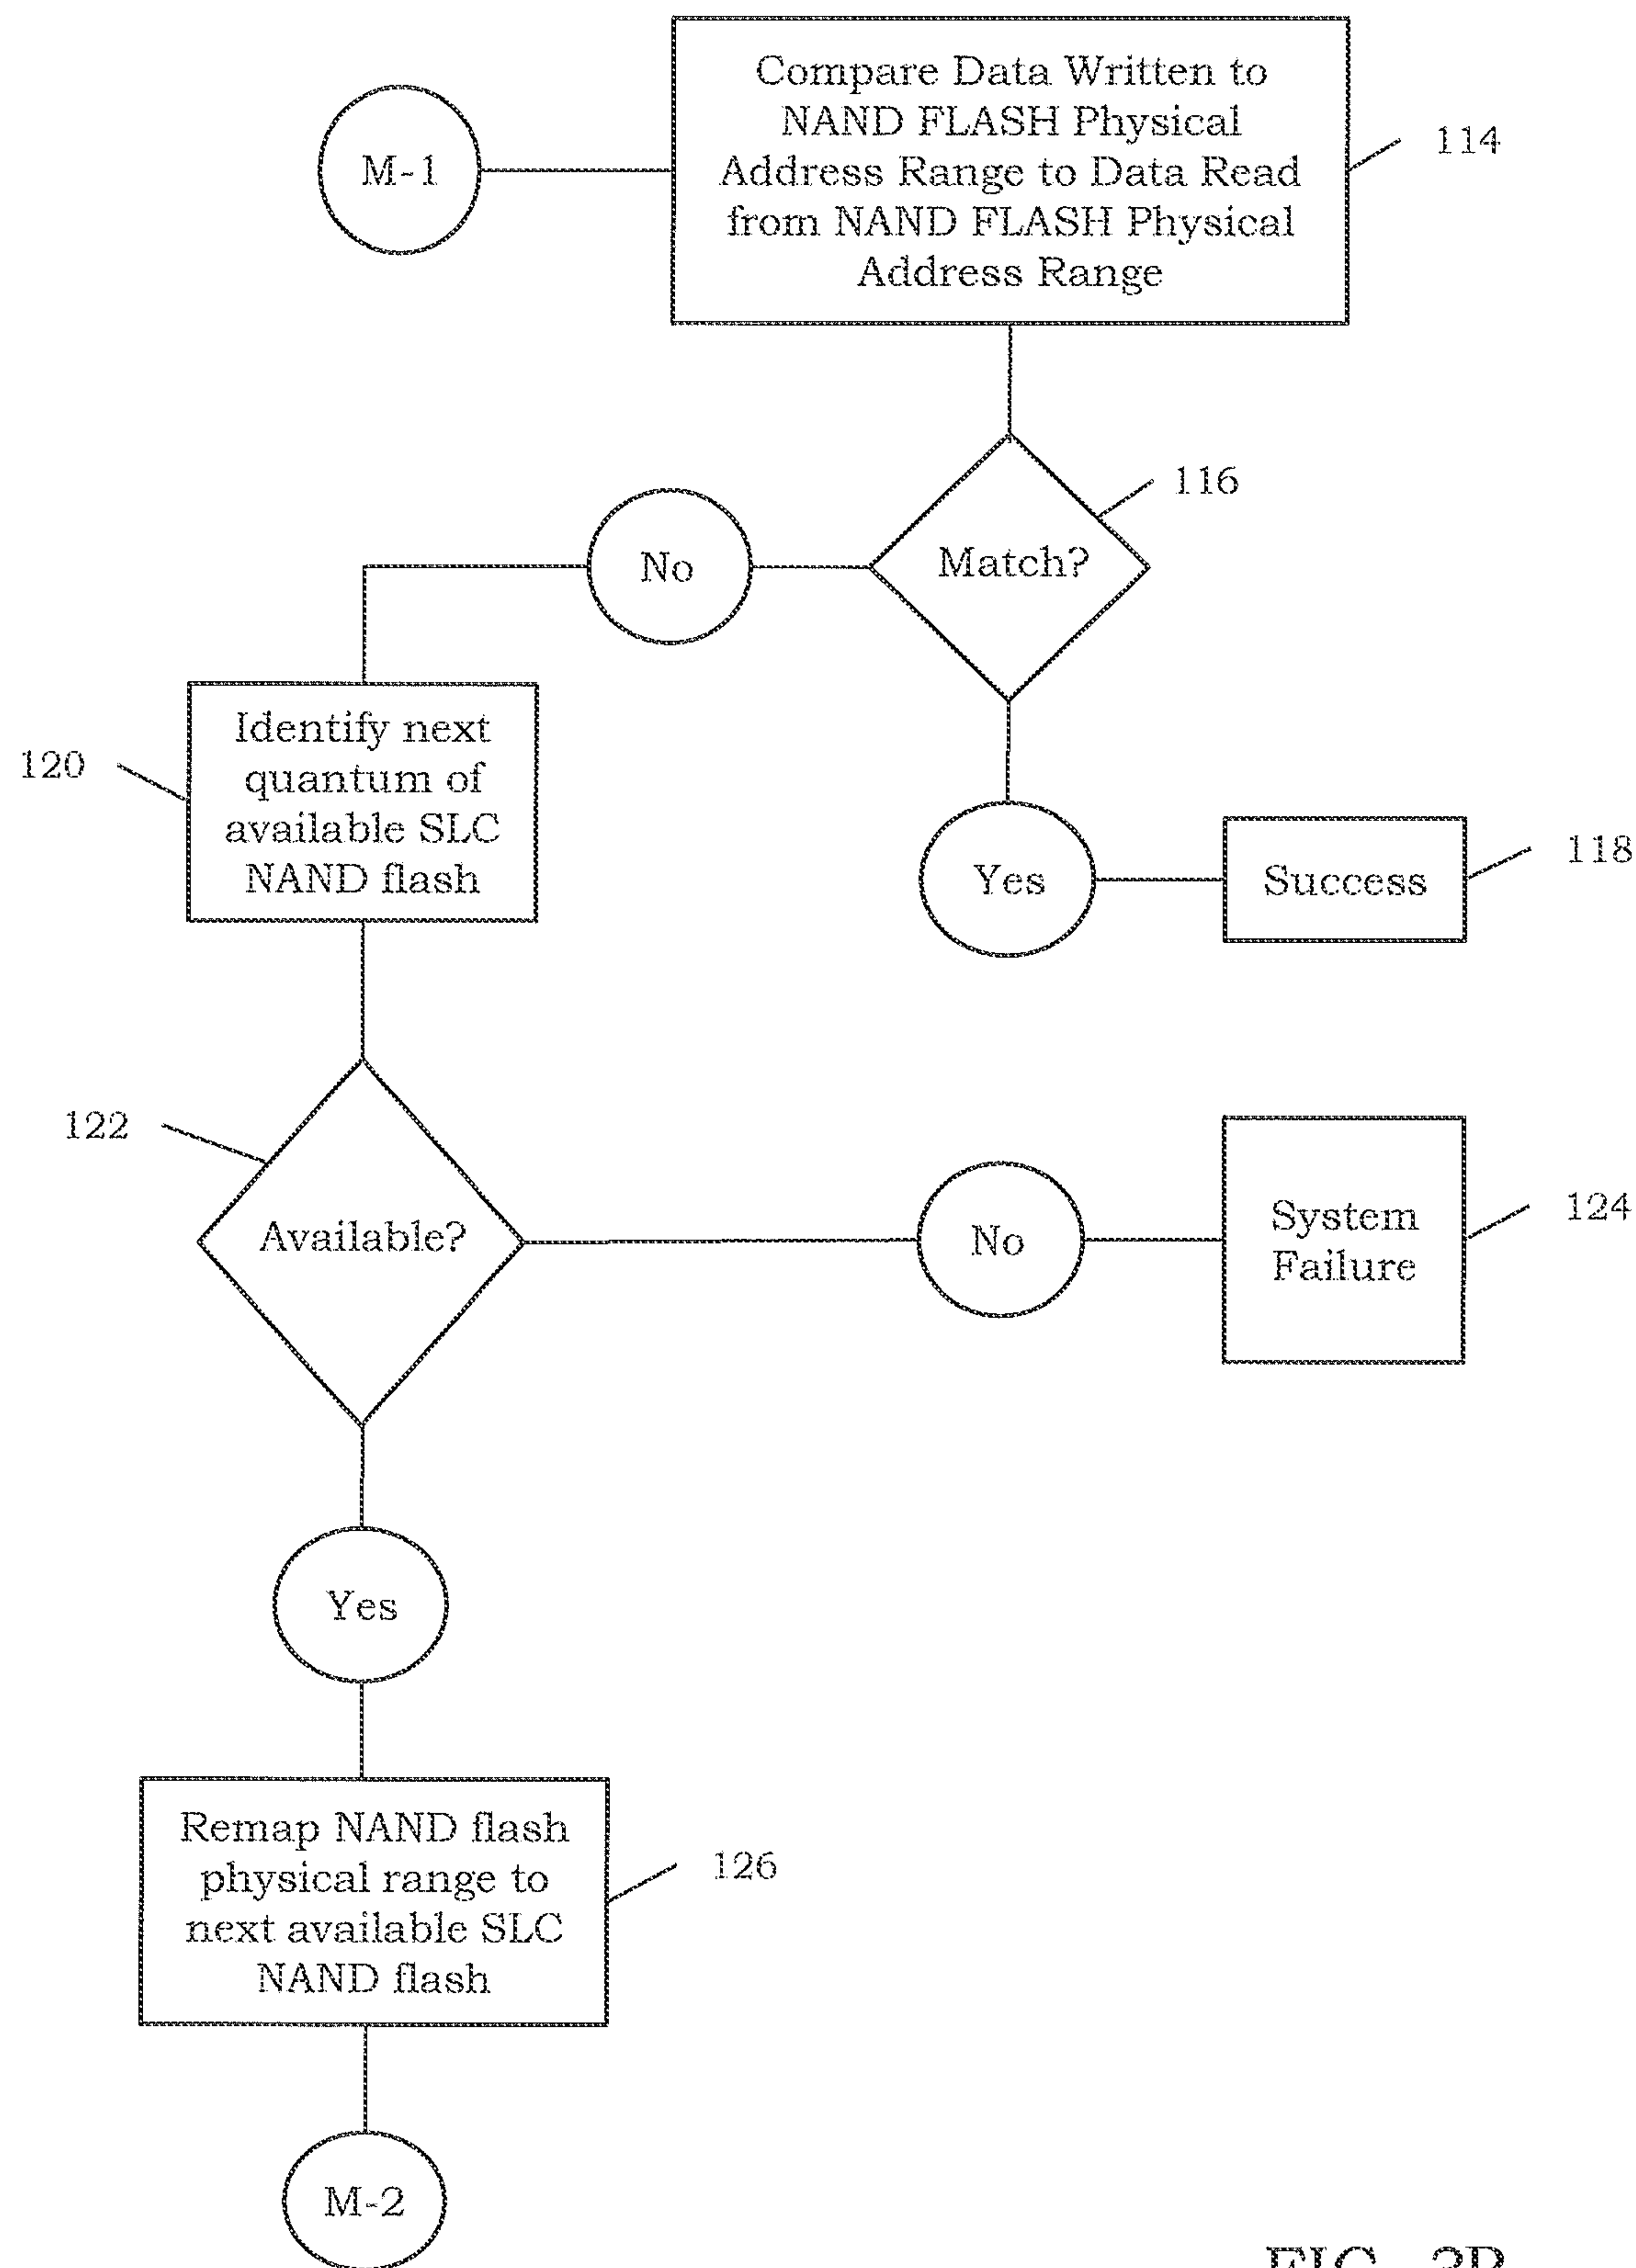 Compare Data Written to
NAND FLASH Physical
Address Range to Data Read
from NAND FLASH Physical
Address Range
114
M-1
116
Match?
No
Identify next
quantum of
available SLC
NAND flash
120
Yes
Success
118
122
Available?
No
System
Failure
124
Yes
Remap NAND flash
physical range to
next available SLC
NAND flash
126
M-2
FIG. 3B